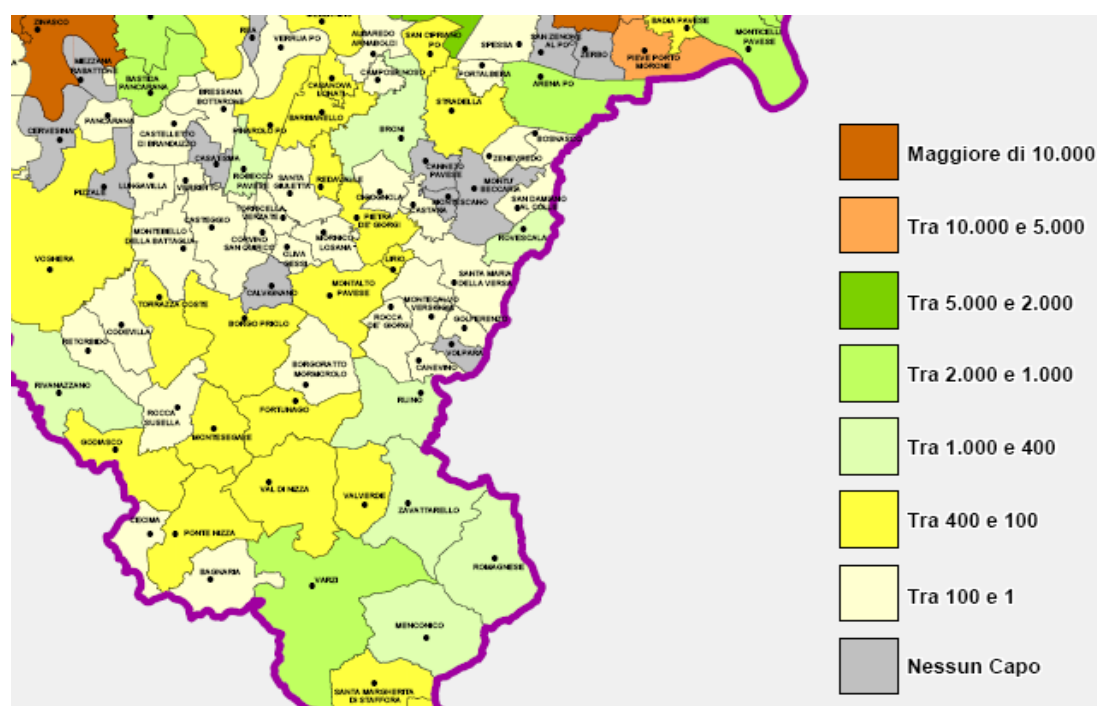 ZINASCO
MEZZANA
RABATTONE
BASTIDA
PANCARANA
VERRUA PO
ALBAREDO
ARNABOLDI
SAN CIPRIANO
PO
CAMPOSPINOSO
SPESSA
PORTALBERA
SAN ZENONE
AL PO
ZERBO
BADIA PAVESE
PIEVE PORTO
MORONE
MONTICELLI
PAVESE
ARENA PO
CERVESINA
PANCARANA
BRESSANA
BOTTARONE
CASANOVA
LONATI
BARBIANELLO
STRADELLA
CASTELLETTO
DI BRANDUZZO
PINAROLO PO
BRONI
BOSNASCO
ZENEVREDO
CASATISMA
ROBECCO
PAVESE
CANNETO
PAVESE
MONTU'
BECCARIA
PIZZALE
LUNGAVILLA
VERRETTO
SANTA
GIULETTA
REDAVALLE
CIGOGNOLA
MONTESCANO
CASTANA
SAN DAMIANO
AL COLLE
CASTEGGIO
TORRICELLA
VERZATE
PIETRA
DE' GIORGI
ROVESCALA
MONTEBELLO
DELLA BATTAGLIA
CORVINO
SAN QUIRICO
MORNICO
LOSANA
OLIVA
GESSI
VOGHERA
LIRIO
SANTA MARIA
DELLA VERSA
CALVIGNANO
MONTALTO
PAVESE
TORRAZZA COSTE
BORGO PRIOLO
ROCCA
DE' GIORGI
MONTECALVO
VERSIGGIA
GOLFERENZO
CODEVILLA
RETORBIDO
VOLPARA
CANEVINO
BORGORATTO
MORMOROLO
RIVANAZZANO
ROCCA
SUSELLA
FORTUNAGO
RUINO
MONTESEGALE
GODIASCO
VAL DI NIZZA
VALVERDE
ZAVATTARELLO
CECIMA
PONTE NIZZA
BAGNARIA
VARZI
ROMAGNESE
MENCONICO
SANTA MARGHERITA
DI STAFFORA
Maggiore di 10.000
Tra 10.000 e 5.000
Tra 5.000 e 2.000
Tra 2.000 e 1.000
Tra 1.000 e 400
Tra 400 e 100
Tra 100 e 1
Nessun Capo